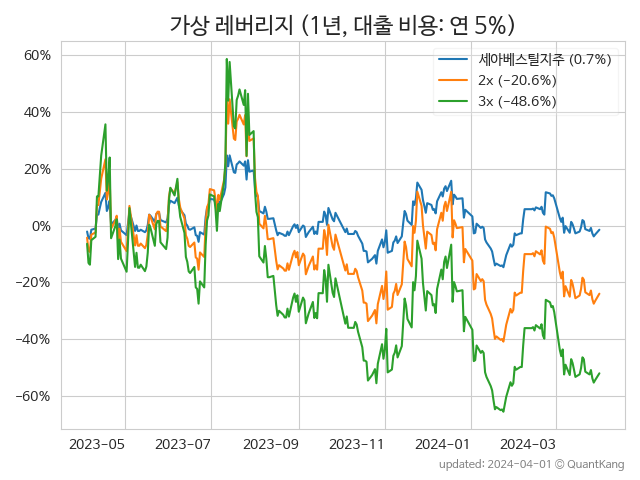 가상 레버리지 (1년, 대출 비용: 연 5%)
세아베스틸지주 (0.7%)
2x (−20.6%)
3x (−48.6%)
60%
40%
20%
0%
−20%
−40%
−60%
2023-05 2023-07 2023-09 2023-11 2024-01 2024-03
updated: 2024-04-01 © QuantKang